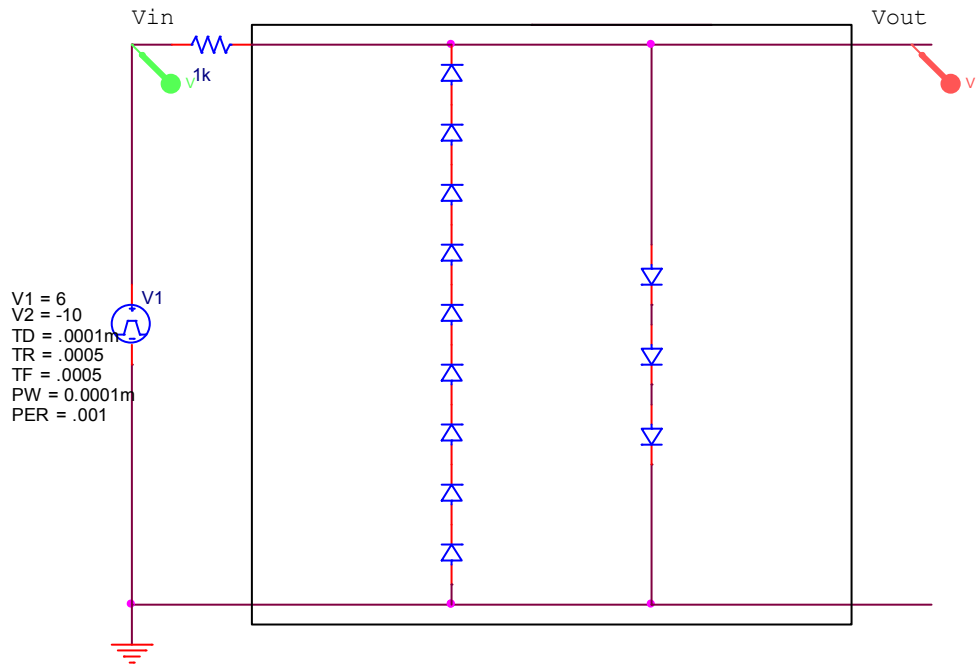 Vin
Vout
V
1k
V
V1
V1 = 6
V2 = -10
TD = .0001m
TR = .0005
TF = .0005
PW = 0.0001m
PER = .001